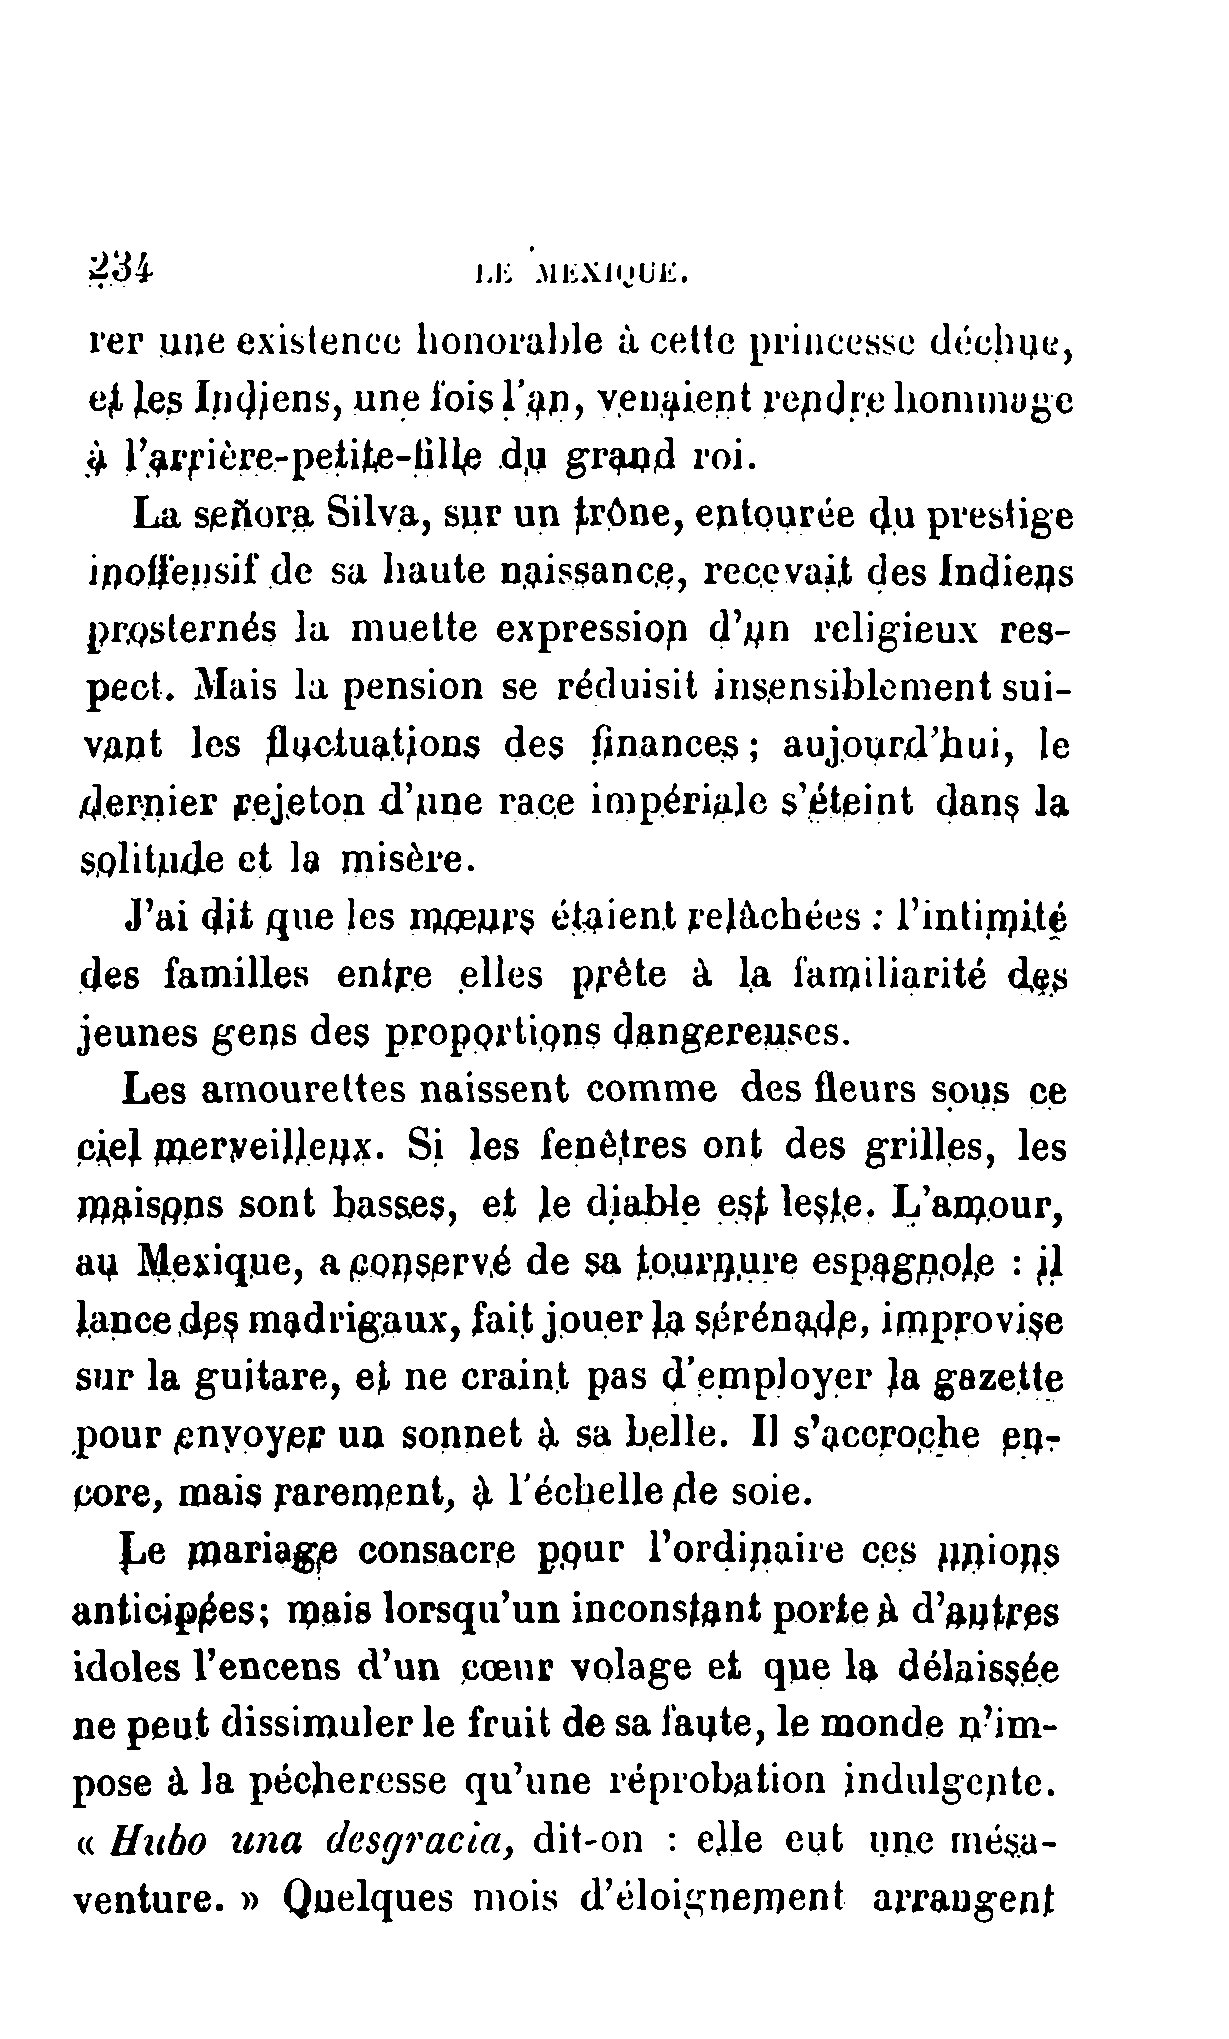 234 LE MEXIQUE.
rer une existence honorable à cette princesse déchue,
et les Indiens, une fois l'an, venaient rendre hommage
à l'arrière-petite-fille du grand roi.
La señora Silva, sur un trône, entourée du prestige
inoffensif de sa haute naissance, recevait des Indiens
prosternés la muette expression d'un religieux res-
pect. Mais la pension se réduisit insensiblement sui-
vant les fluctuations des finances ; aujourd'hui, le
dernier rejeton d'une race impériale s'éteint dans la
solitude et la misère.
J'ai dit que les mœurs étaient relâchées : l'intimité
des familles entre elles prête à la familiarité des
jeunes gens des proportions dangereuses.
Les amourettes naissent comme des fleurs sous ce
ciel merveilleux. Si les fenêtres ont des grilles, les
maisons sont basses, et le diable est leste. L'amour,
au Mexique, a conservé de sa tournure espagnole : il
lance des madrigaux, fait jouer la sérénade, improvise
sur la guitare, et ne craint pas d'employer la gazette
pour envoyer un sonnet à sa belle. Il s'accroche en-
core, mais rarement, à l'échelle de soie.
Le mariage consacre pour l'ordinaire ces unions
anticipées; mais lorsqu'un inconstant porte à d'autres
idoles l'encens d'un cœur volage et que la délaissée
ne peut dissimuler le fruit de sa faute, le monde n'im-
pose à la pécheresse qu'une réprobation indulgente.
« Hubo una desgracia, dit-on : elle eut une mésa-
venture. » Quelques mois d'éloignement arrangent